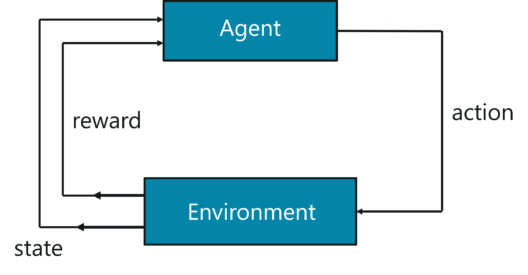 Agent
reward
action
Environment
state